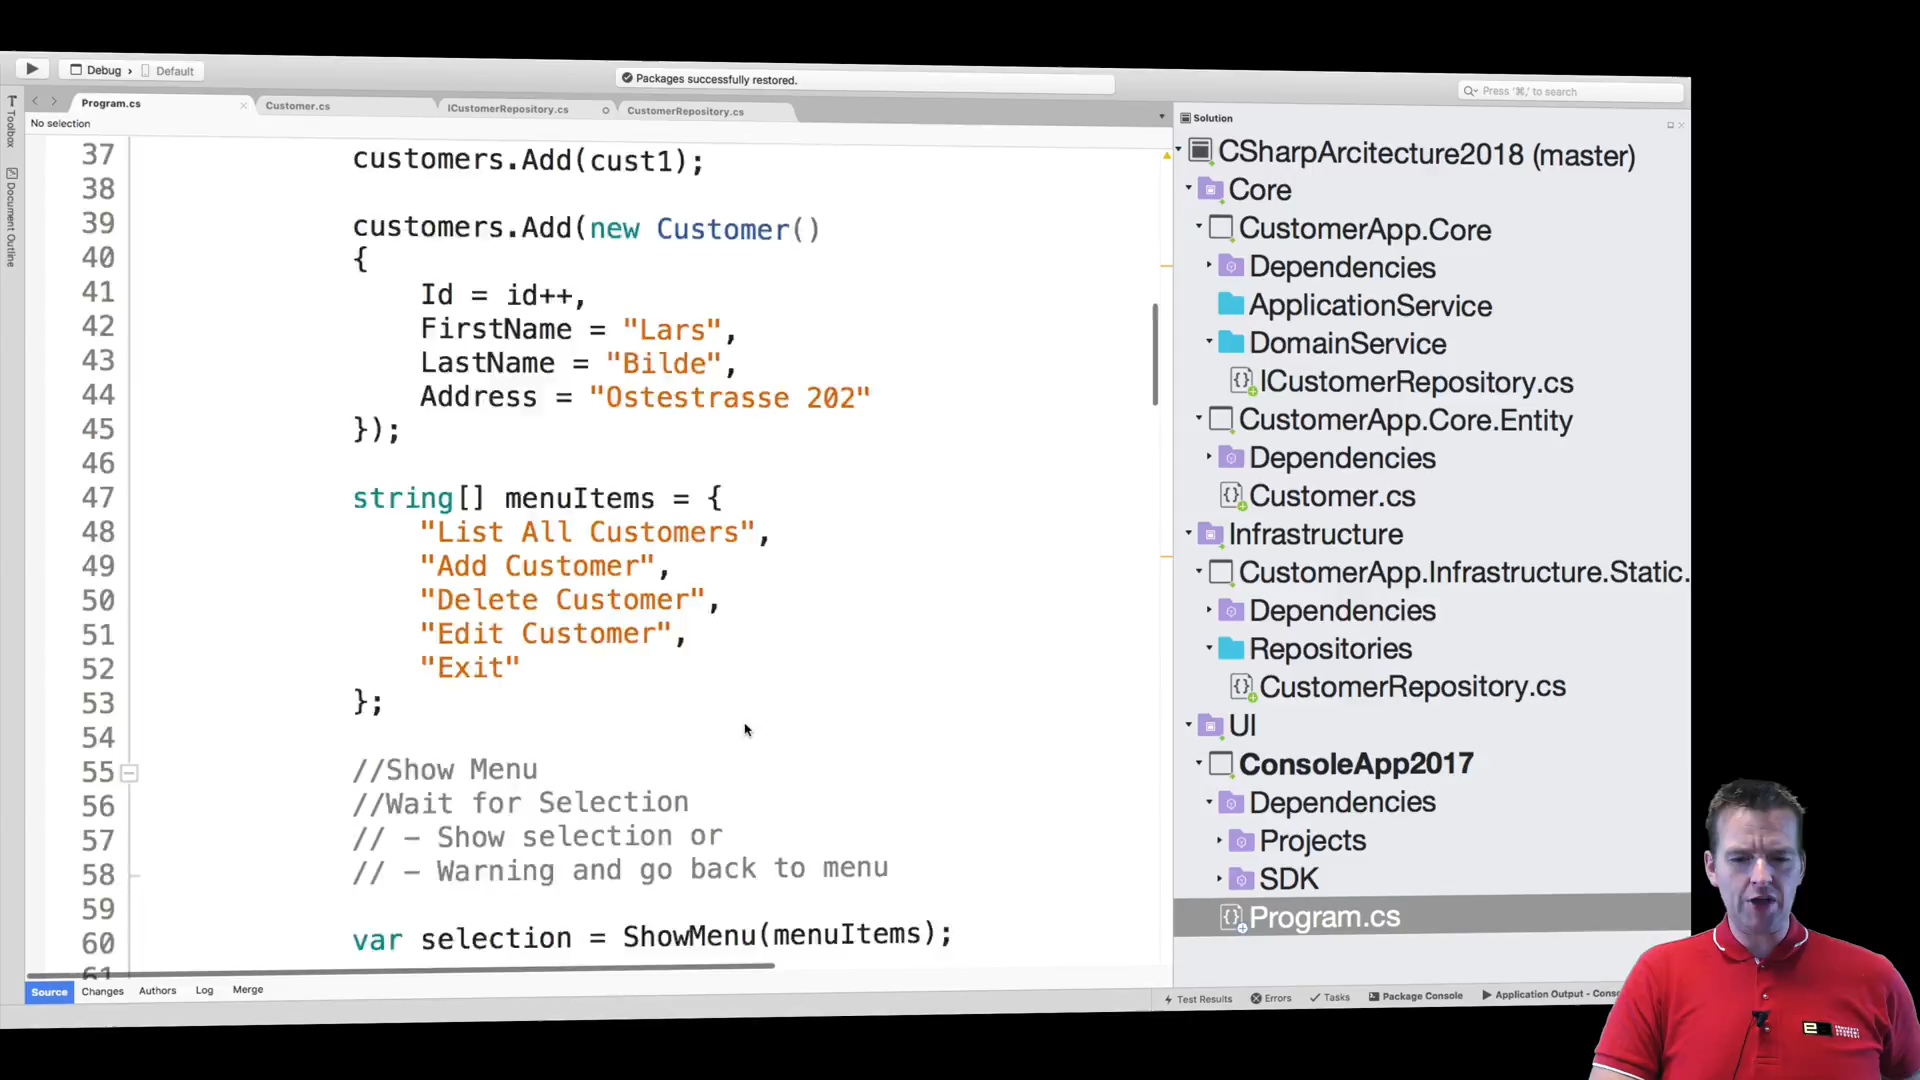 Debug › Default
Packages successfully restored.
Press '⌘,' to search
Program.cs
Customer.cs
ICustomerRepository.cs
CustomerRepository.cs
No selection
Toolbox
Document Outline
37 customers.Add(cust1);
38
39 customers.Add(new Customer()
40 {
41 Id = id++,
42 FirstName = "Lars",
43 LastName = "Bilde",
44 Address = "Ostestrasse 202"
45 });
46
47 string[] menuItems = {
48 "List All Customers",
49 "Add Customer",
50 "Delete Customer",
51 "Edit Customer",
52 "Exit"
53 };
54
55 //Show Menu
56 //Wait for Selection
57 // - Show selection or
58 // - Warning and go back to menu
59
60 var selection = ShowMenu(menuItems);
61
Source Changes Authors Log Merge
Solution
CSharpArcitecture2018 (master)
Core
CustomerApp.Core
Dependencies
ApplicationService
DomainService
ICustomerRepository.cs
CustomerApp.Core.Entity
Dependencies
Customer.cs
Infrastructure
CustomerApp.Infrastructure.Static.
Dependencies
Repositories
CustomerRepository.cs
UI
ConsoleApp2017
Dependencies
Projects
SDK
Program.cs
Test Results Errors Tasks Package Console Application Output - Conso